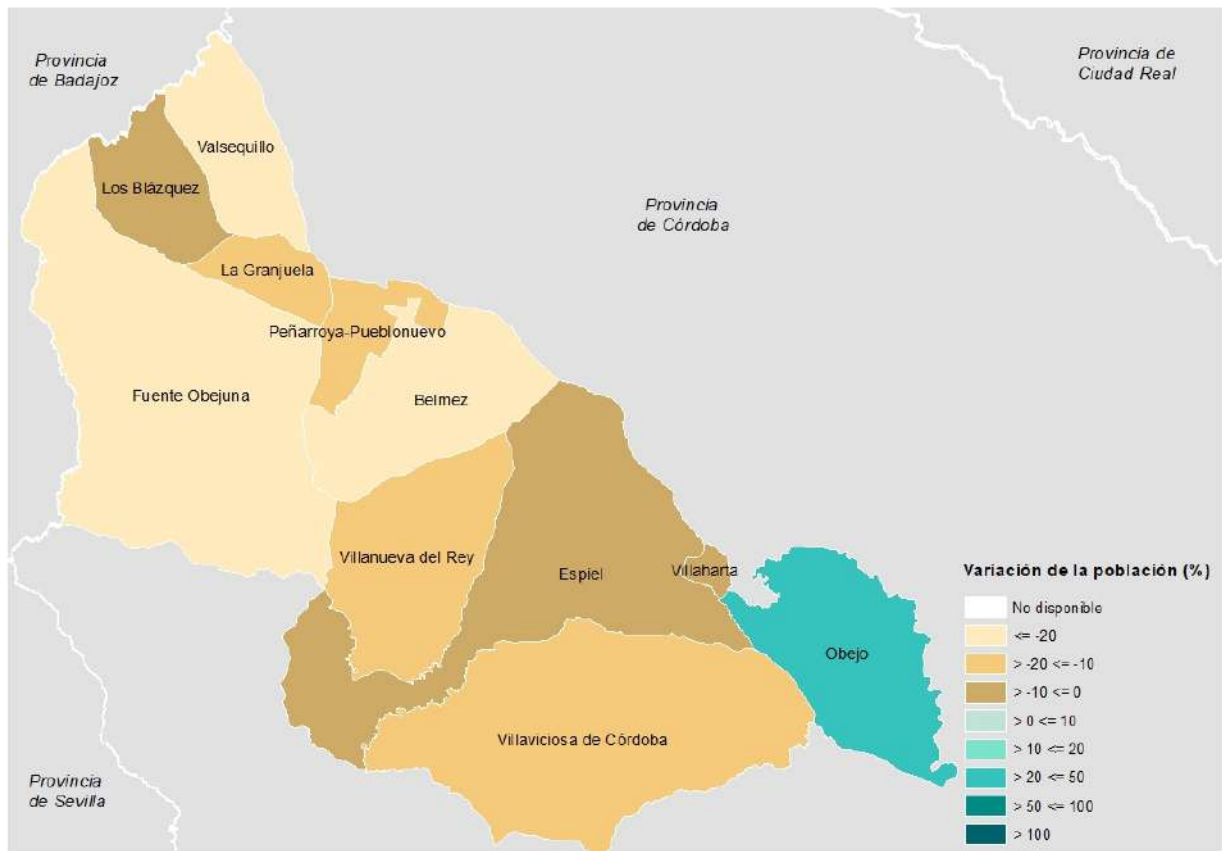 Provincia
de Badajoz
Provincia de
Ciudad Real
Valsequillo
Los Blázquez
Provincia
de Córdoba
La Granjuela
Peñarroya-Pueblonuevo
Fuente Obejuna
Belmez
Villanueva del Rey
Espiel
Villaharta
Obejo
Villaviciosa de Córdoba
Provincia
de Sevilla
Variación de la población (%)
No disponible
<= -20
> -20 <= -10
> -10 <= 0
> 0 <= 10
> 10 <= 20
> 20 <= 50
> 50 <= 100
> 100